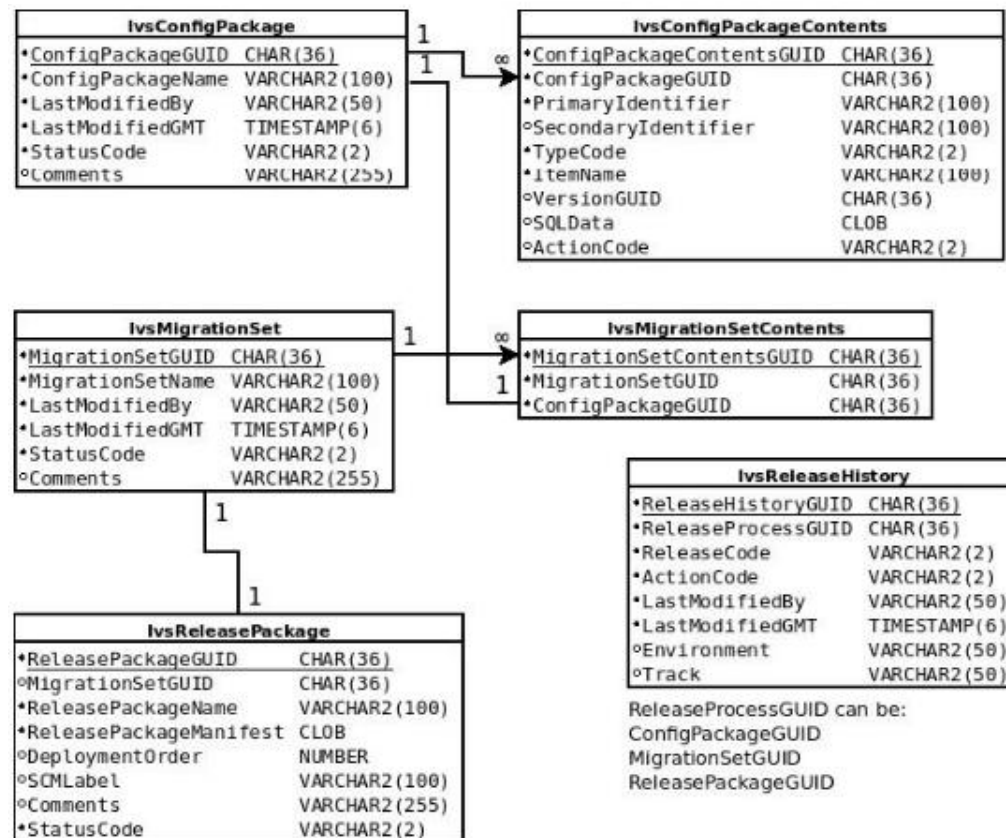 IvsConfigPackage
•ConfigPackageGUID CHAR(36)
•ConfigPackageName VARCHAR2(100)
•LastModifiedBy VARCHAR2(50)
•LastModifiedGMT TIMESTAMP(6)
•StatusCode VARCHAR2(2)
○Comments VARCHAR2(255)
1
1
∞
IvsConfigPackageContents
•ConfigPackageContentsGUID CHAR(36)
•ConfigPackageGUID CHAR(36)
•PrimaryIdentifier VARCHAR2(100)
○SecondaryIdentifier VARCHAR2(100)
•TypeCode VARCHAR2(2)
•ItemName VARCHAR2(100)
○VersionGUID CHAR(36)
○SQLData CLOB
○ActionCode VARCHAR2(2)
IvsMigrationSet
•MigrationSetGUID CHAR(36)
•MigrationSetName VARCHAR2(100)
•LastModifiedBy VARCHAR2(50)
•LastModifiedGMT TIMESTAMP(6)
•StatusCode VARCHAR2(2)
○Comments VARCHAR2(255)
1
∞
1
IvsMigrationSetContents
•MigrationSetContentsGUID CHAR(36)
•MigrationSetGUID CHAR(36)
•ConfigPackageGUID CHAR(36)
1
1
IvsReleasePackage
•ReleasePackageGUID CHAR(36)
○MigrationSetGUID CHAR(36)
•ReleasePackageName VARCHAR2(100)
•ReleasePackageManifest CLOB
○DeploymentOrder NUMBER
○SCMLabel VARCHAR2(100)
○Comments VARCHAR2(255)
•StatusCode VARCHAR2(2)
IvsReleaseHistory
•ReleaseHistoryGUID CHAR(36)
•ReleaseProcessGUID CHAR(36)
•ReleaseCode VARCHAR2(2)
•ActionCode VARCHAR2(2)
•LastModifiedBy VARCHAR2(50)
•LastModifiedGMT TIMESTAMP(6)
○Environment VARCHAR2(50)
○Track VARCHAR2(50)
ReleaseProcessGUID can be:
ConfigPackageGUID
MigrationSetGUID
ReleasePackageGUID